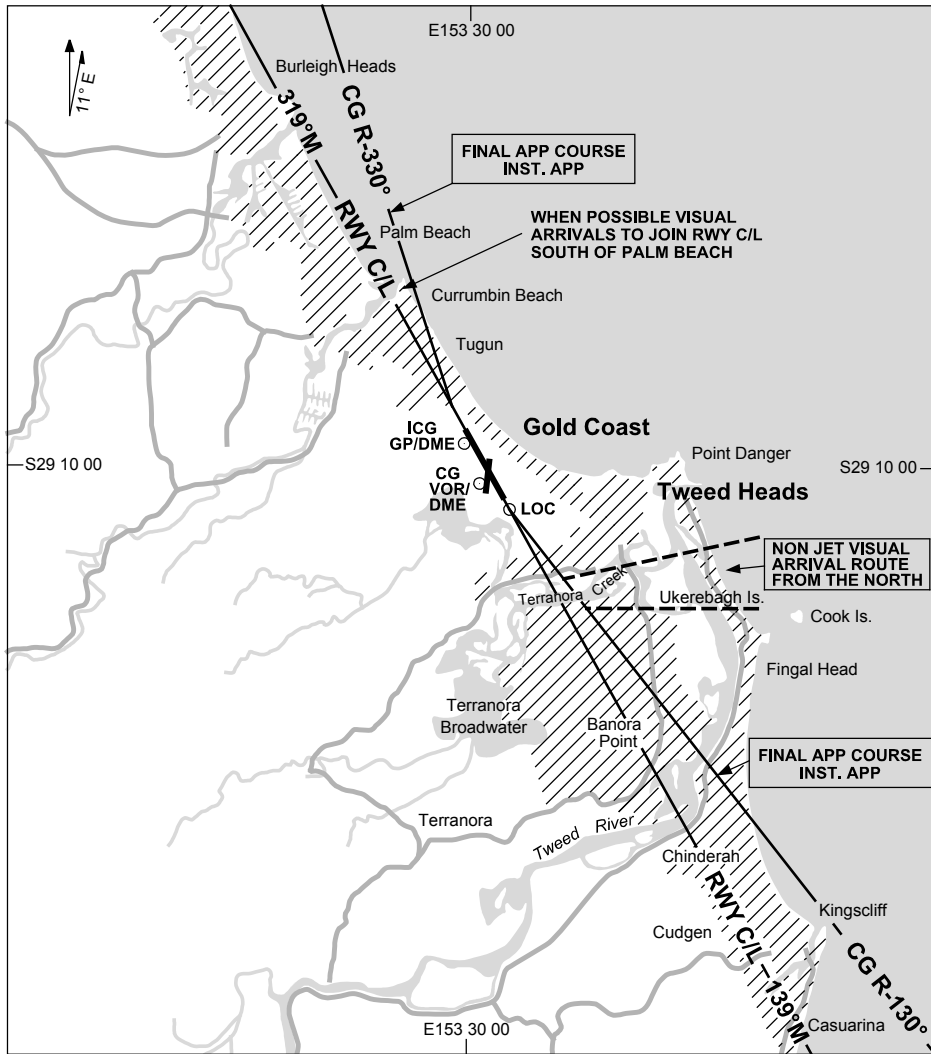 E153 30 00
11° E
Burleigh Heads
319°M
RWY C/L
CG R-330°
FINAL APP COURSE
INST. APP
WHEN POSSIBLE VISUAL
ARRIVALS TO JOIN RWY C/L
SOUTH OF PALM BEACH
Palm Beach
Currumbin Beach
Tugun
ICG
GP/DME
Gold Coast
Point Danger
S29 10 00
S29 10 00
CG
VOR/
DME
Tweed Heads
LOC
NON JET VISUAL
ARRIVAL ROUTE
FROM THE NORTH
Terranora Creek
Ukerebagh Is.
Cook Is.
Fingal Head
Terranora
Broadwater
Banora
Point
FINAL APP COURSE
INST. APP
Terranora
Tweed River
Chinderah
RWY C/L
139°M
Kingscliff
CG R-130°
Cudgen
Casuarina
E153 30 00